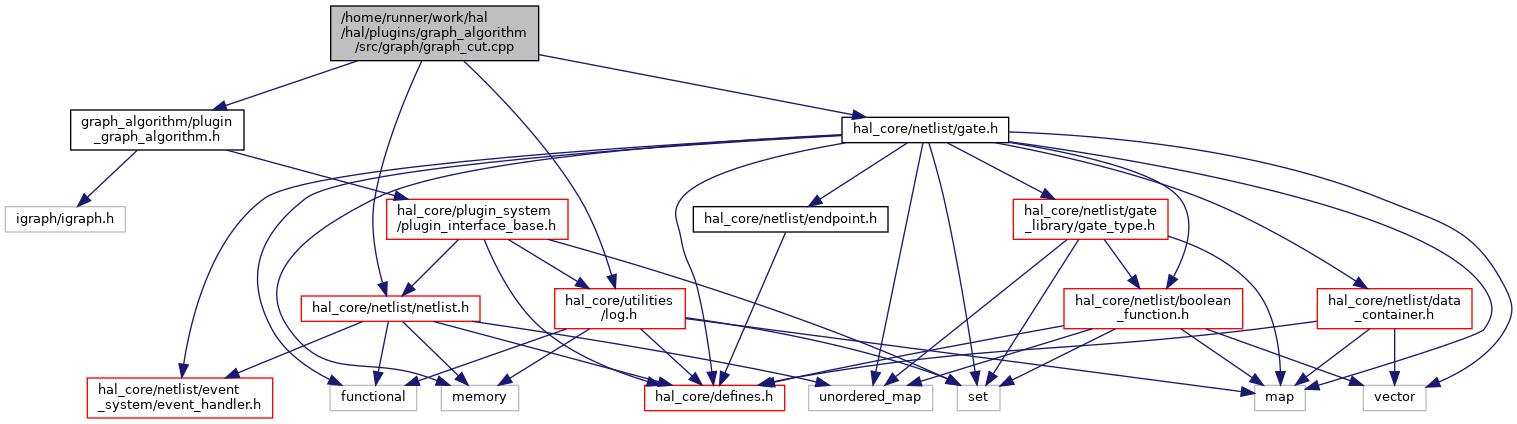 /home/runner/work/hal
/hal/plugins/graph_algorithm
/src/graph/graph_cut.cpp
graph_algorithm/plugin
_graph_algorithm.h
hal_core/netlist/gate.h
igraph/igraph.h
hal_core/plugin_system
/plugin_interface_base.h
hal_core/netlist/endpoint.h
hal_core/netlist/gate
_library/gate_type.h
hal_core/netlist/netlist.h
hal_core/utilities
/log.h
hal_core/netlist/boolean
_function.h
hal_core/netlist/data
_container.h
hal_core/netlist/event
_system/event_handler.h
functional
memory
hal_core/defines.h
unordered_map
set
map
vector